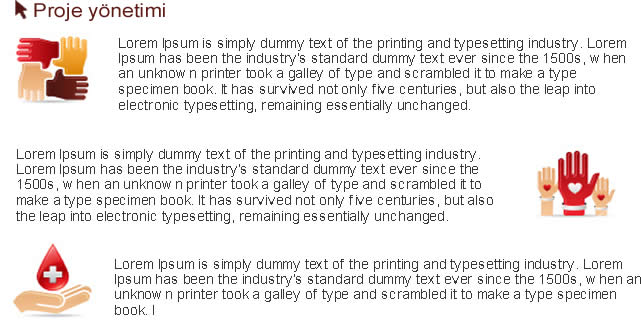 Proje yönetimi
Lorem Ipsum is simply dummy text of the printing and typesetting industry. Lorem
Ipsum has been the industry's standard dummy text ever since the 1500s, when
an unknown printer took a galley of type and scrambled it to make a type
specimen book. It has survived not only five centuries, but also the leap into
electronic typesetting, remaining essentially unchanged.
Lorem Ipsum is simply dummy text of the printing and typesetting industry.
Lorem Ipsum has been the industry's standard dummy text ever since the
1500s, when an unknown printer took a galley of type and scrambled it to
make a type specimen book. It has survived not only five centuries, but also
the leap into electronic typesetting, remaining essentially unchanged.
Lorem Ipsum is simply dummy text of the printing and typesetting industry. Lorem
Ipsum has been the industry's standard dummy text ever since the 1500s, when an
unknown printer took a galley of type and scrambled it to make a type specimen
book. I